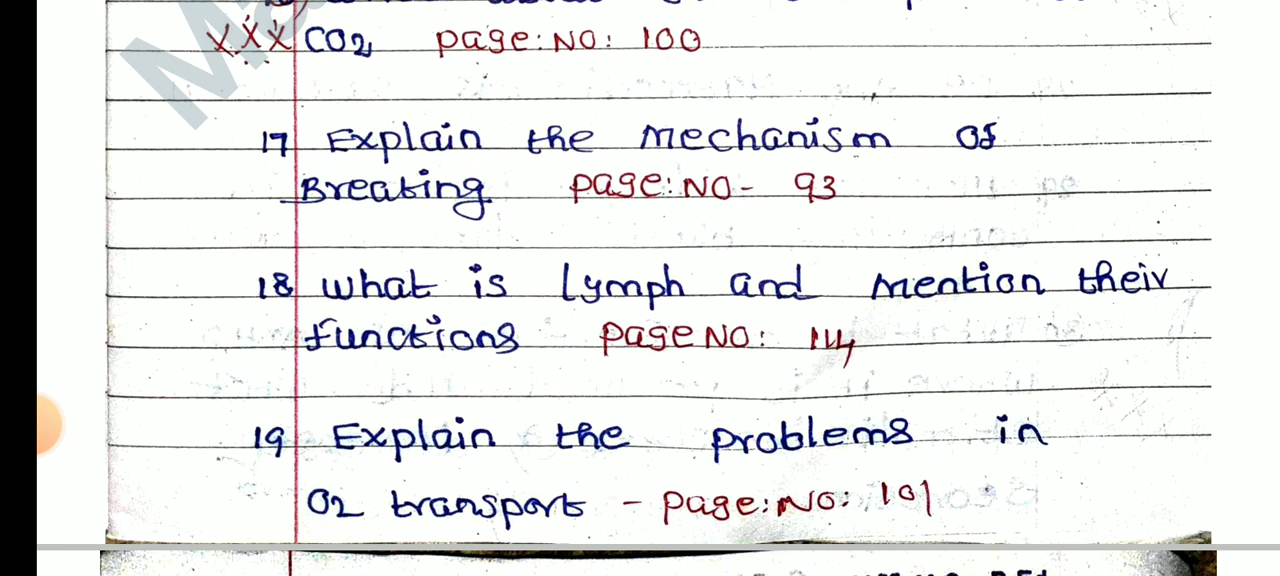 XXX CO2 page: NO: 100
17 Explain the mechanism of
Breating page: NO- 93
18 what is lymph and mention their
functions page NO: 114
19 Explain the problems in
O2 transport - page: NO: 101